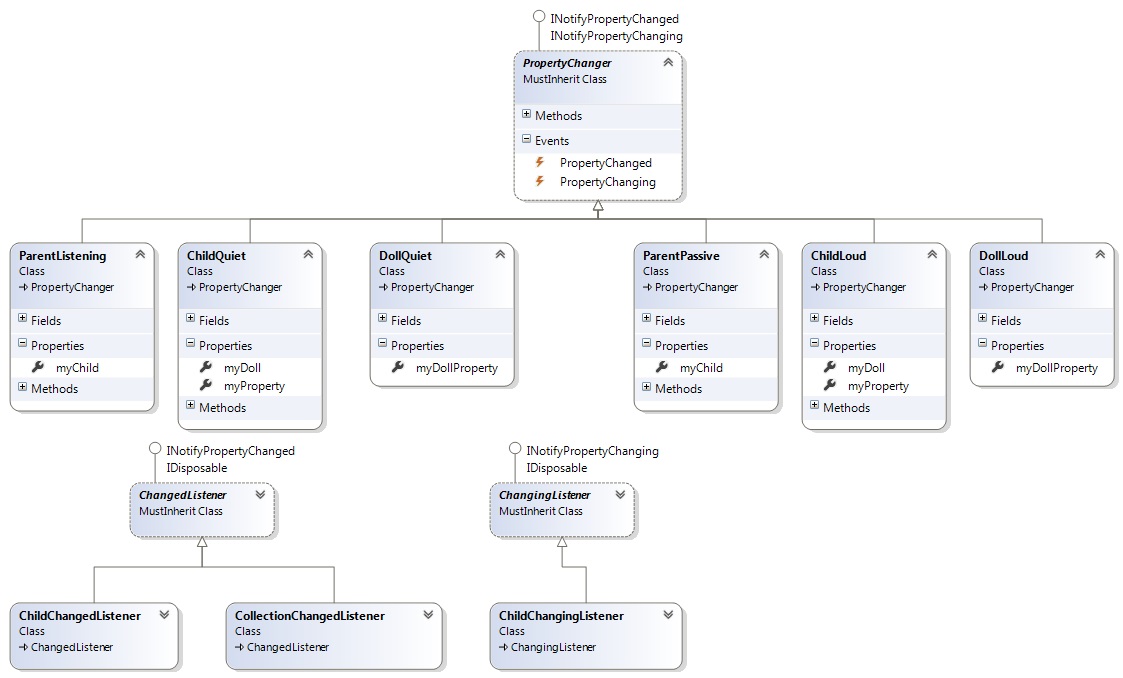 INotifyPropertyChanged
INotifyPropertyChanging
PropertyChanger
MustInherit Class
Methods
Events
PropertyChanged
PropertyChanging
ParentListening
Class
PropertyChanger
Fields
Properties
myChild
Methods
ChildQuiet
Class
PropertyChanger
Fields
Properties
myDoll
myProperty
Methods
DollQuiet
Class
PropertyChanger
Fields
Properties
myDollProperty
ParentPassive
Class
PropertyChanger
Fields
Properties
myChild
Methods
ChildLoud
Class
PropertyChanger
Fields
Properties
myDoll
myProperty
Methods
DollLoud
Class
PropertyChanger
Fields
Properties
myDollProperty
INotifyPropertyChanged
IDisposable
ChangedListener
MustInherit Class
INotifyPropertyChanging
IDisposable
ChangingListener
MustInherit Class
ChildChangedListener
Class
ChangedListener
CollectionChangedListener
Class
ChangedListener
ChildChangingListener
Class
ChangingListener